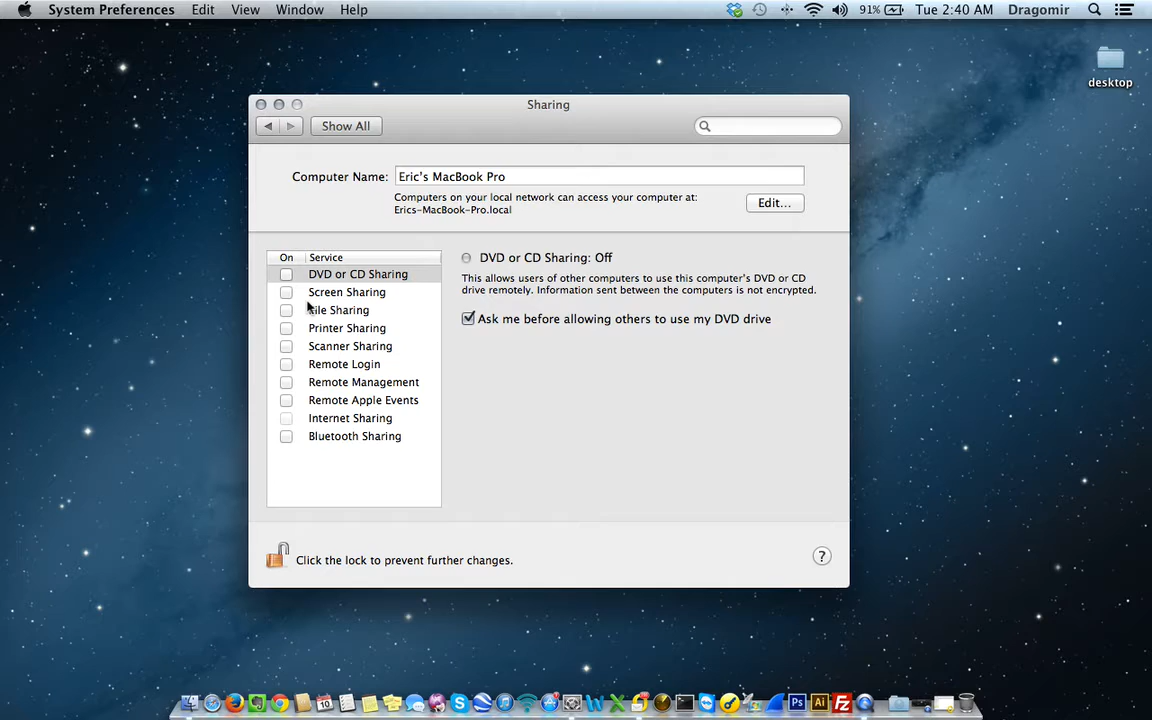 System Preferences Edit View Window Help 91% Tue 2:40 AM Dragomir
desktop
Sharing
Show All
Computer Name: Eric's MacBook Pro
Computers on your local network can access your computer at:
Erics-MacBook-Pro.local
Edit...
On Service
DVD or CD Sharing
Screen Sharing
File Sharing
Printer Sharing
Scanner Sharing
Remote Login
Remote Management
Remote Apple Events
Internet Sharing
Bluetooth Sharing
DVD or CD Sharing: Off
This allows users of other computers to use this computer's DVD or CD
drive remotely. Information sent between the computers is not encrypted.
Ask me before allowing others to use my DVD drive
Click the lock to prevent further changes.
?
10
Ps
Ai
Fz